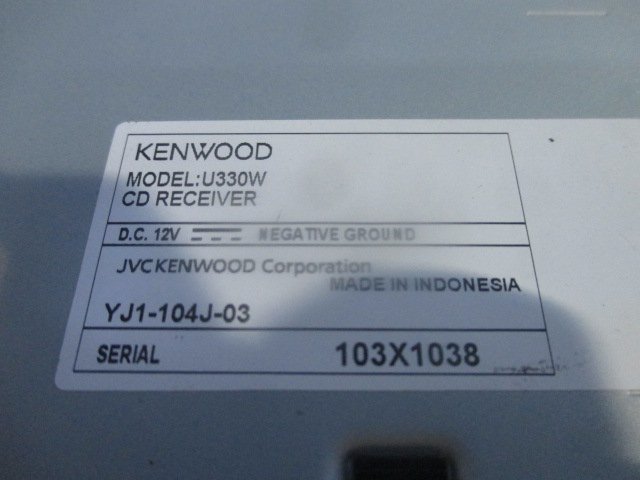 KENWOOD
MODEL:U330W
CD RECEIVER
D.C. 12V NEGATIVE GROUND
JVCKENWOOD Corporation
MADE IN INDONESIA
YJ1-104J-03
SERIAL 103X1038